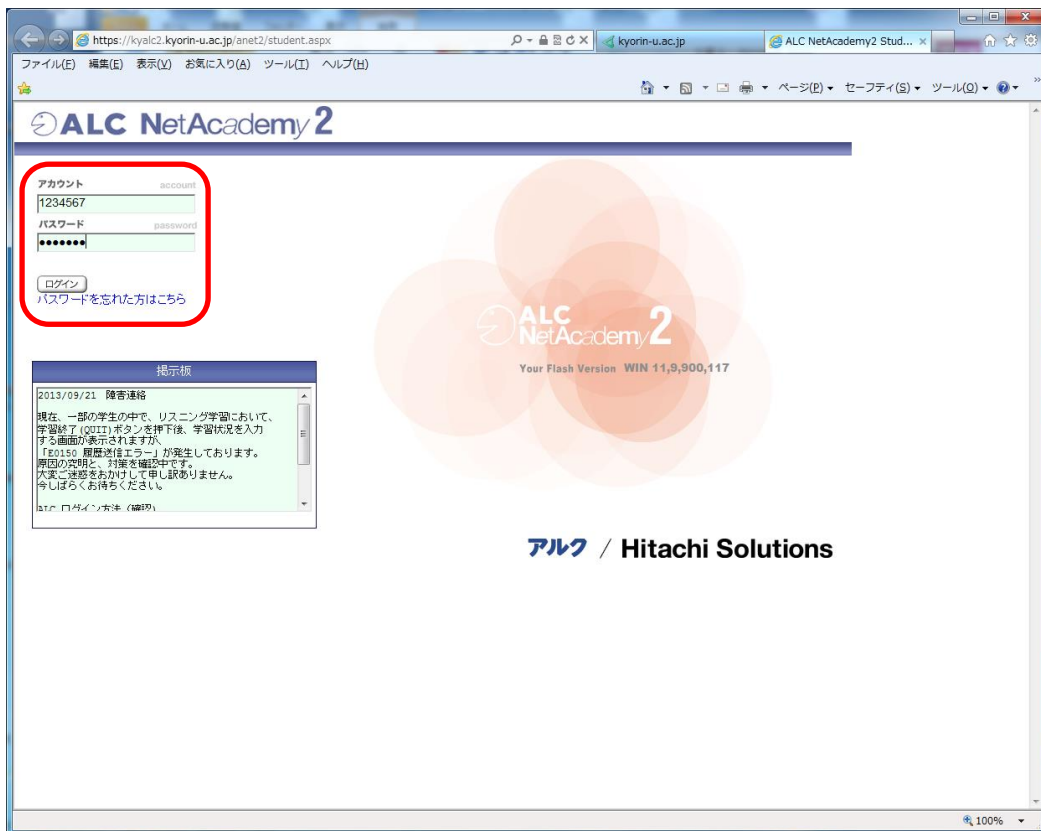 https://kyalc2.kyorin-u.ac.jp/anet2/student.aspx
kyorin-u.ac.jp
ALC NetAcademy2 Stud...
ファイル(F) 編集(E) 表示(V) お気に入り(A) ツール(T) ヘルプ(H)
ページ(P) セーフティ(S) ツール(O)
ALC NetAcademy 2
アカウント account
1234567
パスワード password
●●●●●●●
ログイン
パスワードを忘れた方はこちら
ALC NetAcademy 2
Your Flash Version WIN 11,9,900,117
掲示板
2013/09/21 障害連絡
現在、一部の学生の中で、リスニング学習において、
学習終了(QUIT)ボタンを押下後、学習状況を入力
する画面が表示されますが、
「E0150 履歴送信エラー」が発生しております。
原因の究明と、対策を確認中です。
大変ご迷惑をおかけして申し訳ありません。
今しばらくお待ちください。
ALC ログイン方法（確認）
アルク / Hitachi Solutions
100%